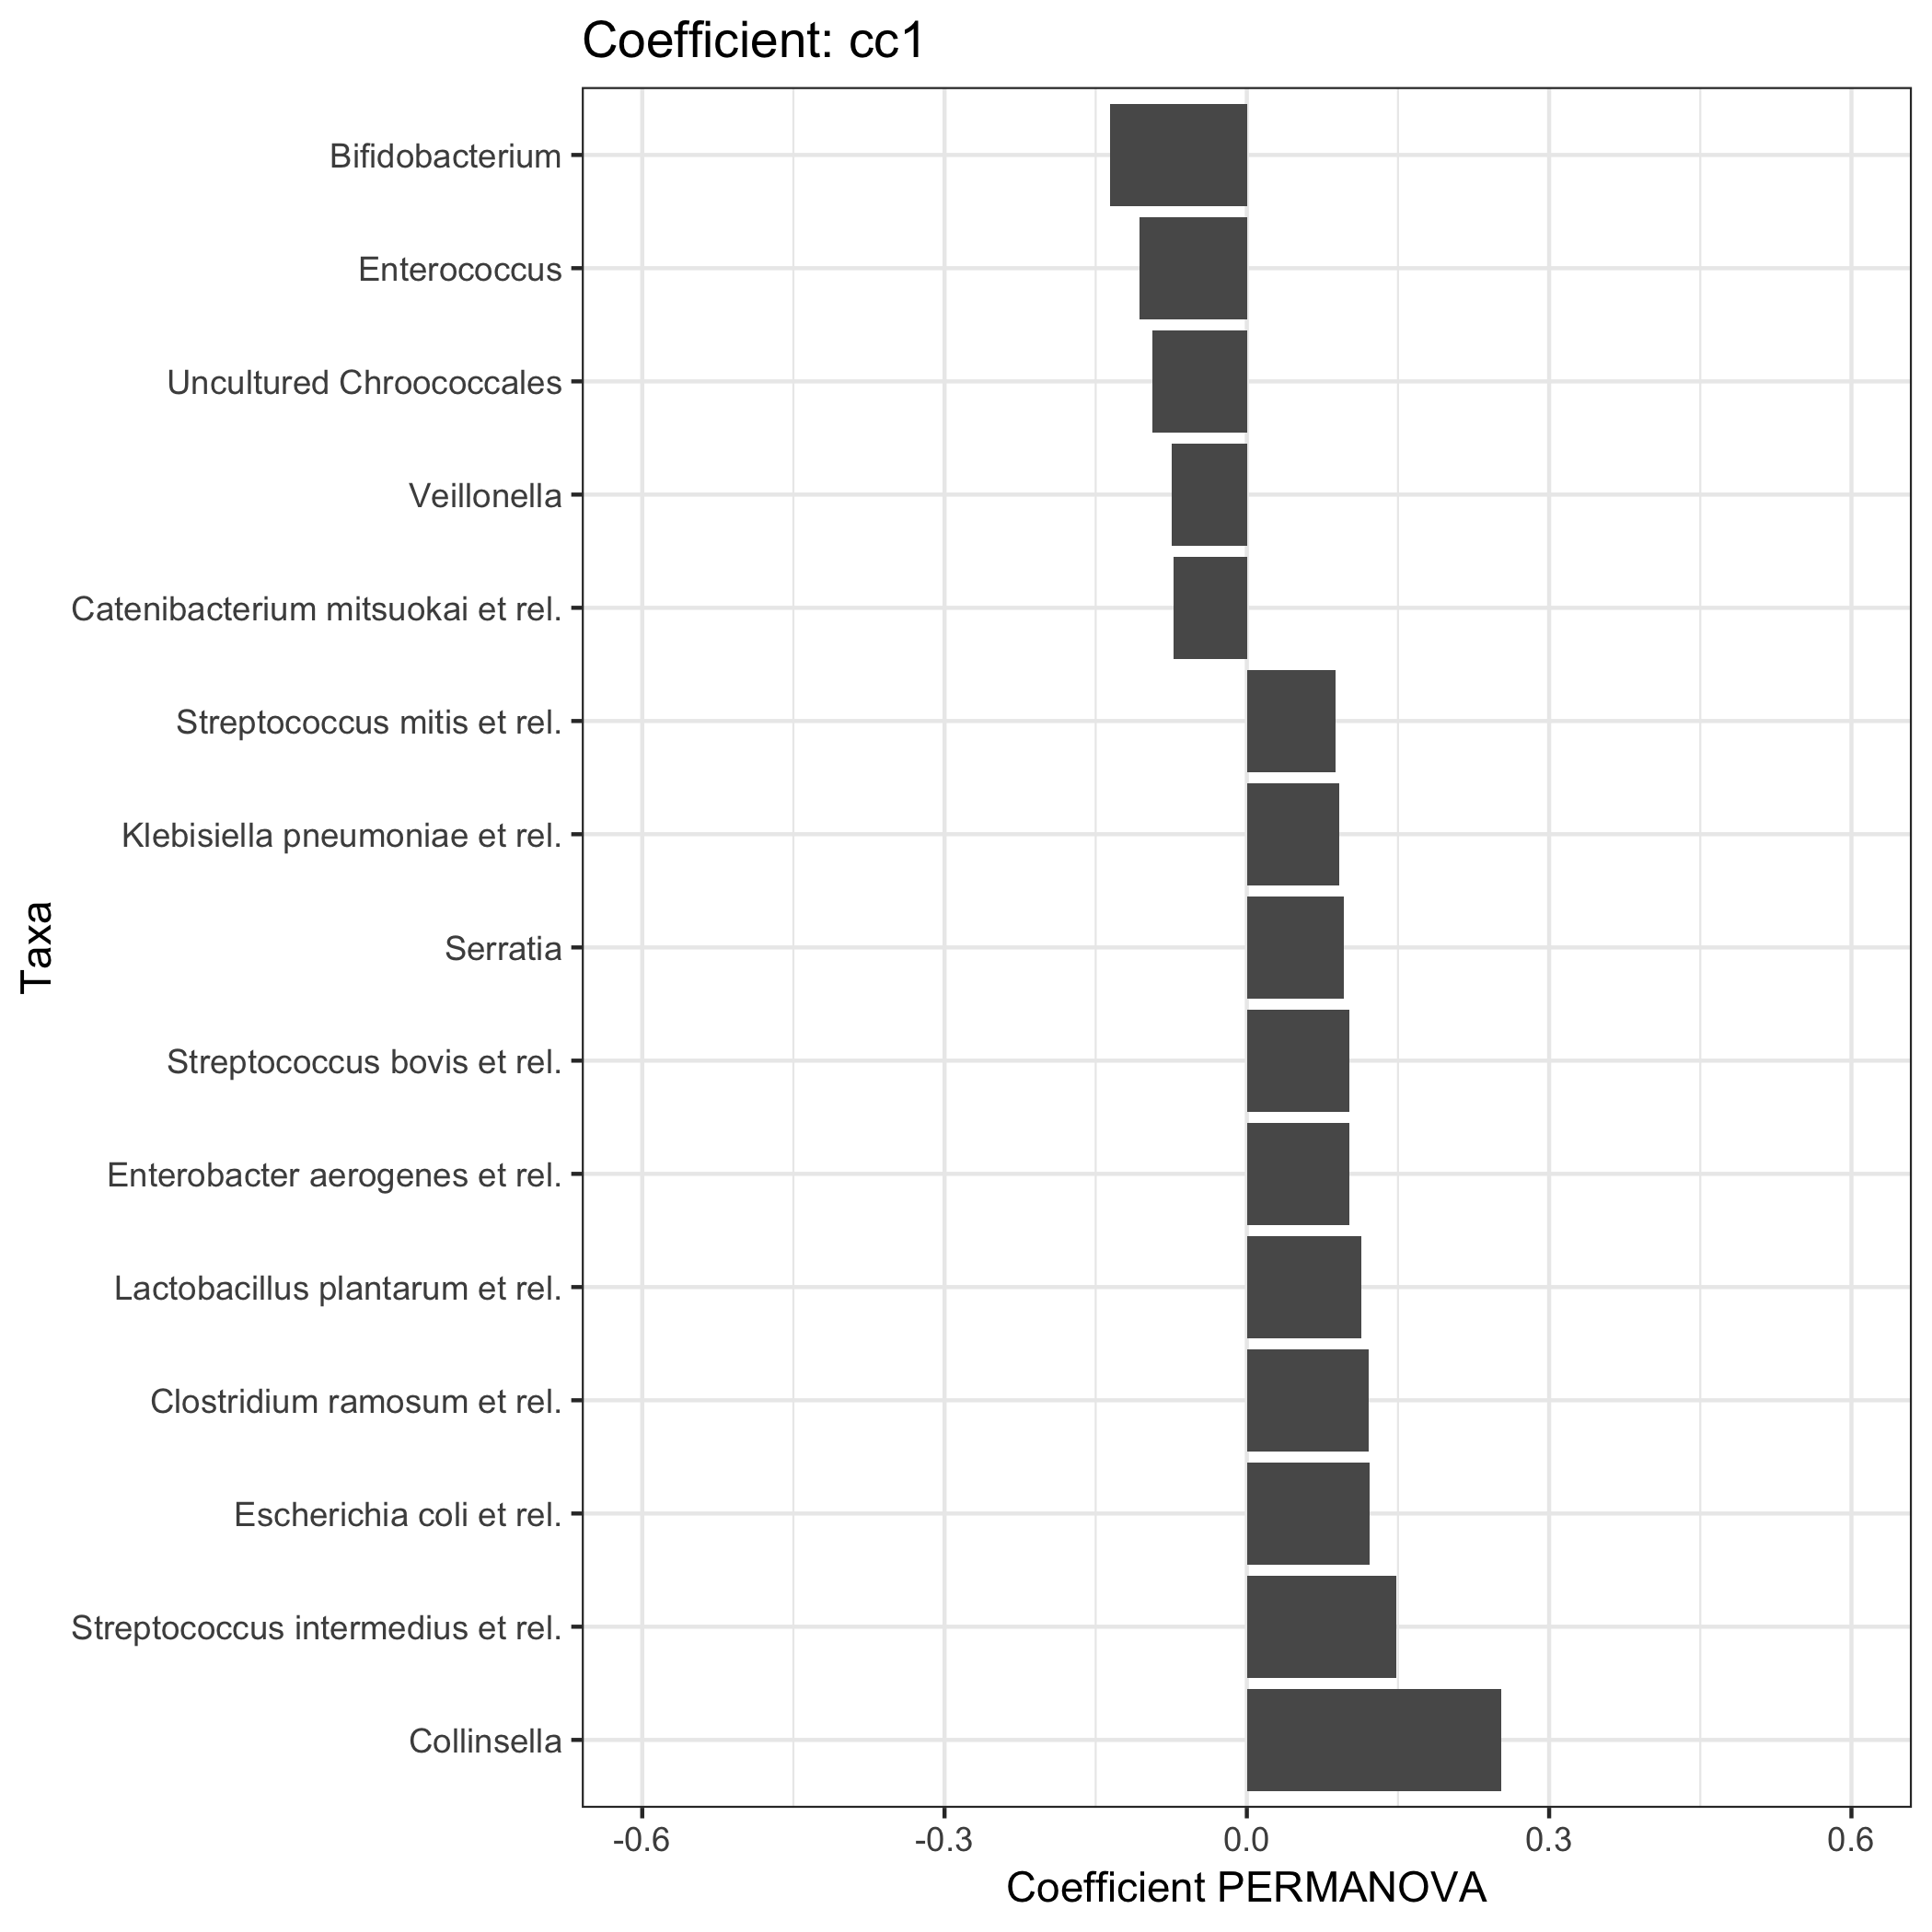 Coefficient: cc1
Bifidobacterium
Enterococcus
Uncultured Chroococcales
Veillonella
Catenibacterium mitsuokai et rel.
Streptococcus mitis et rel.
Klebisiella pneumoniae et rel.
Serratia
Streptococcus bovis et rel.
Enterobacter aerogenes et rel.
Lactobacillus plantarum et rel.
Clostridium ramosum et rel.
Escherichia coli et rel.
Streptococcus intermedius et rel.
Collinsella
Taxa
-0.6 -0.3 0.0 0.3 0.6
Coefficient PERMANOVA